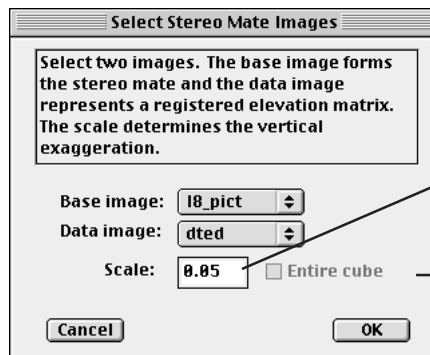 Select Stereo Mate Images
Select two images. The base image forms
the stereo mate and the data image
represents a registered elevation matrix.
The scale determines the vertical
exaggeration.
Base image: l8_pict
Data image: dted
Scale: 0.05 Entire cube
Cancel OK